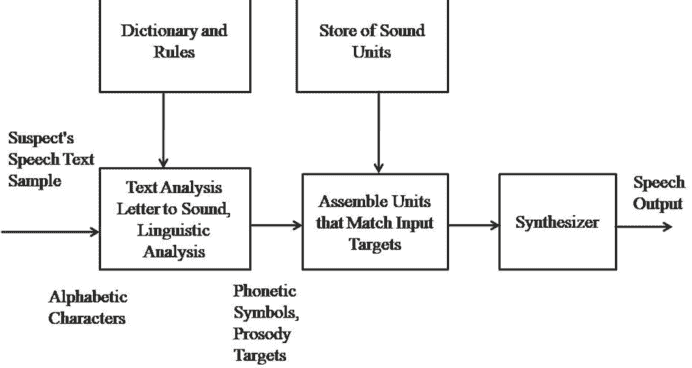 Dictionary and
Rules
Store of Sound
Units
Suspect's
Speech Text
Sample
Text Analysis
Letter to Sound,
Linguistic
Analysis
Assemble Units
that Match Input
Targets
Synthesizer
Speech
Output
Alphabetic
Characters
Phonetic
Symbols,
Prosody
Targets